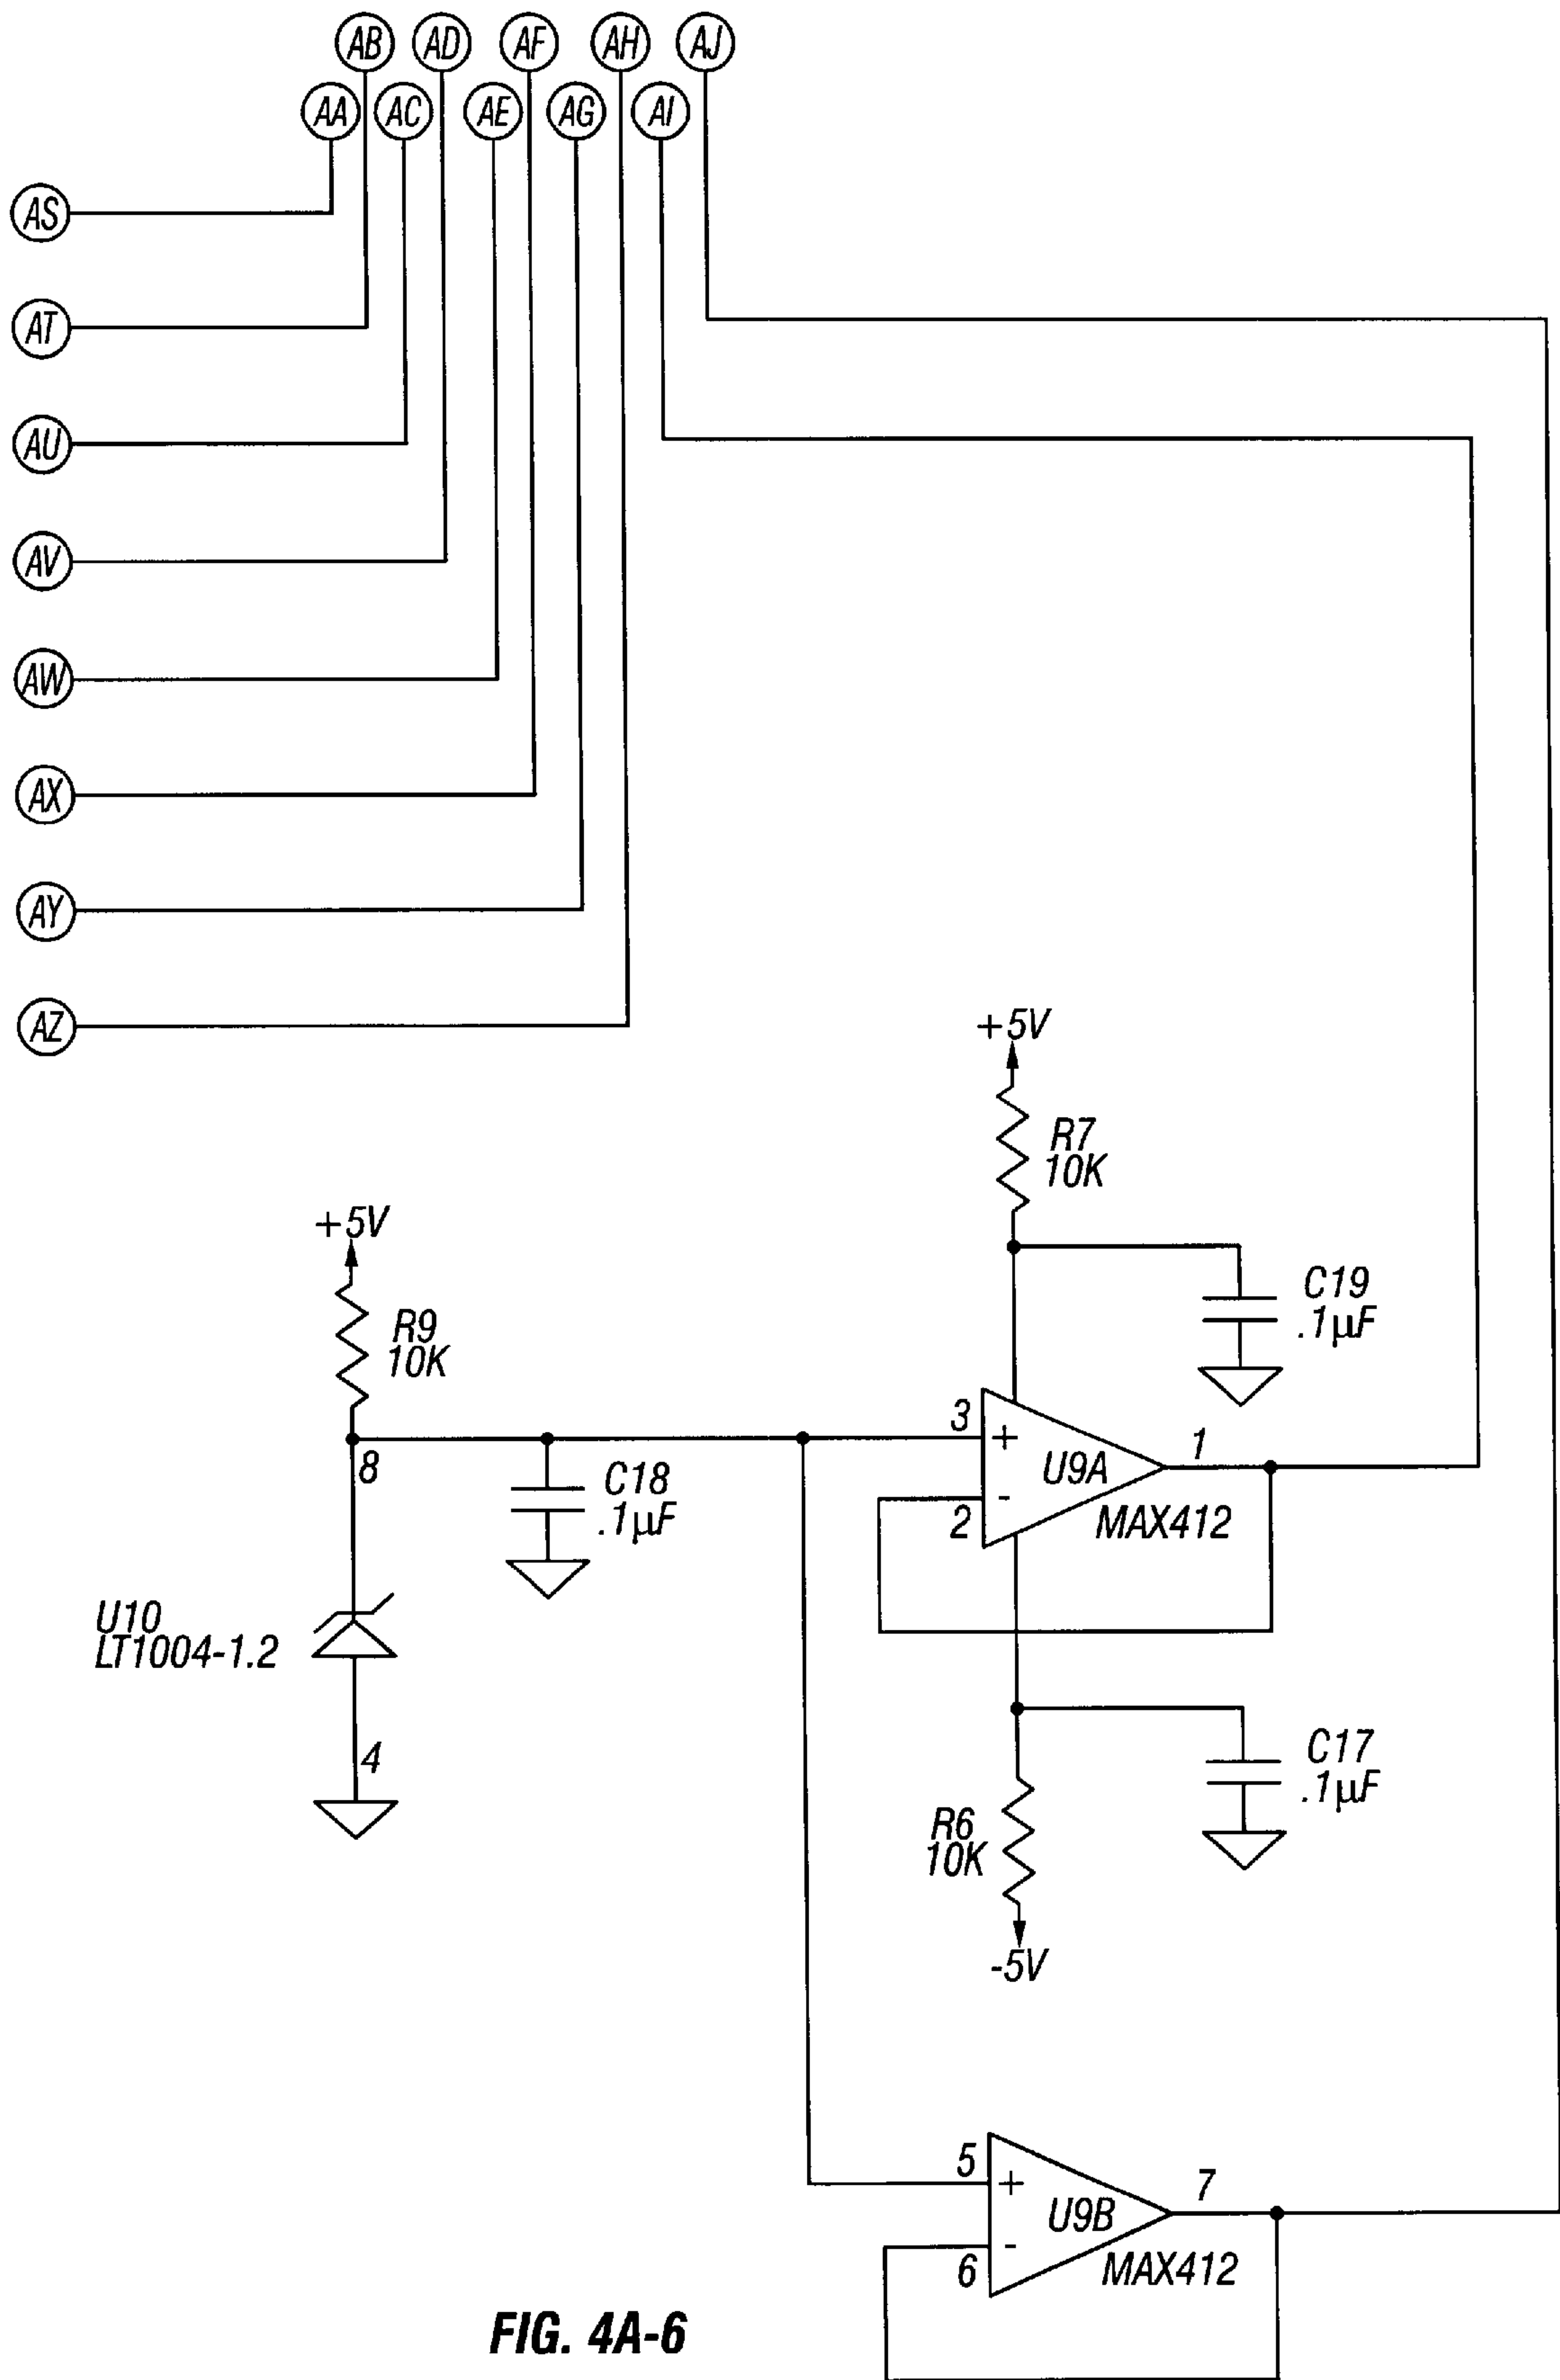 AB AD AF AH AJ
AA AC AE AG AI
AS
AT
AU
AV
AW
AX
AY
AZ
+5V
R7
10K
+5V
C19
.1µF
R9
10K
3
+
1
8
C18
.1µF
U9A
-
2
MAX412
U10
LT1004-1.2
4
C17
.1µF
R6
10K
-5V
5
+
7
U9B
-
6
MAX412
FIG. 4A-6